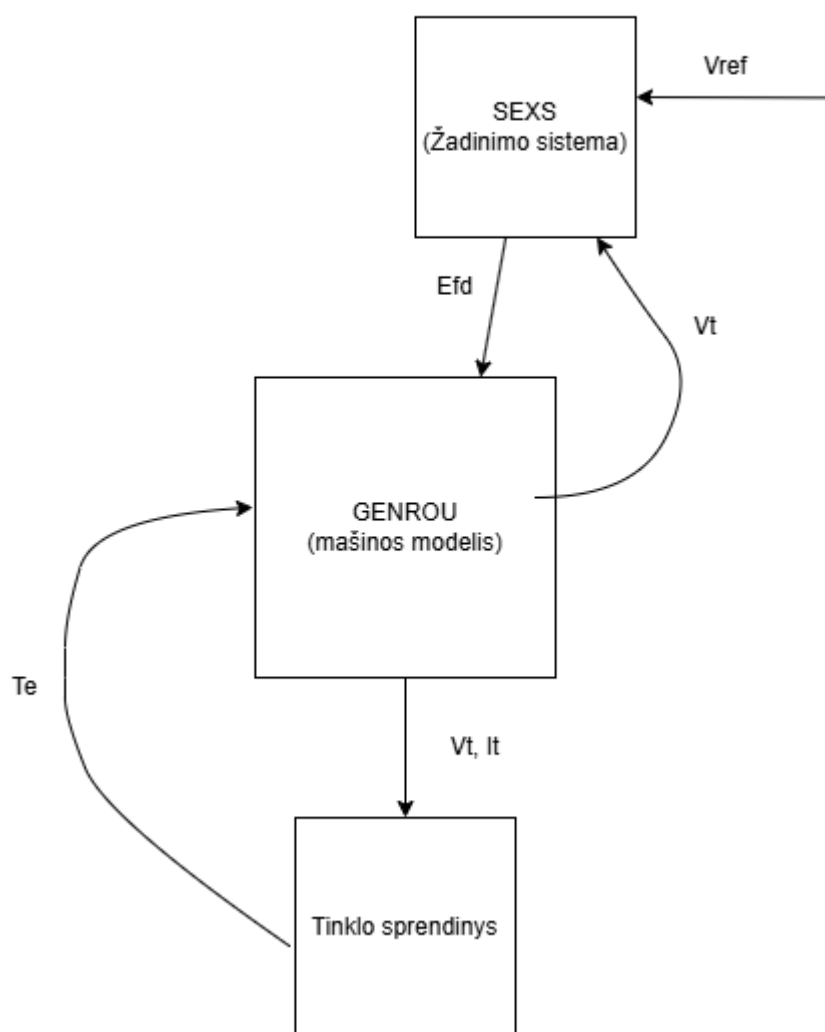 Vref
SEXS
(Žadinimo sistema)
Efd
Vt
GENROU
(mašinos modelis)
Te
Vt, It
Tinklo sprendinys